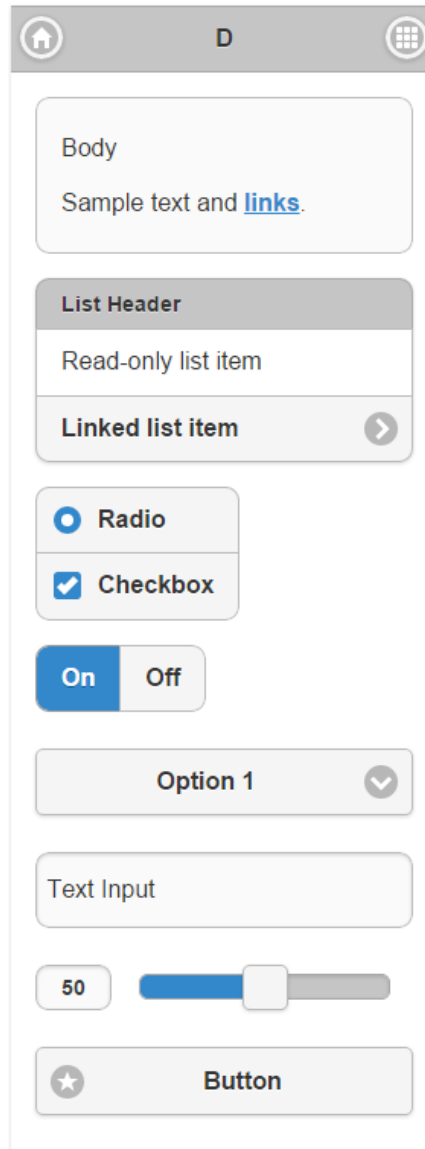 D
Body
Sample text and links.
List Header
Read-only list item
Linked list item
Radio
Checkbox
On Off
Option 1
Text Input
50
Button